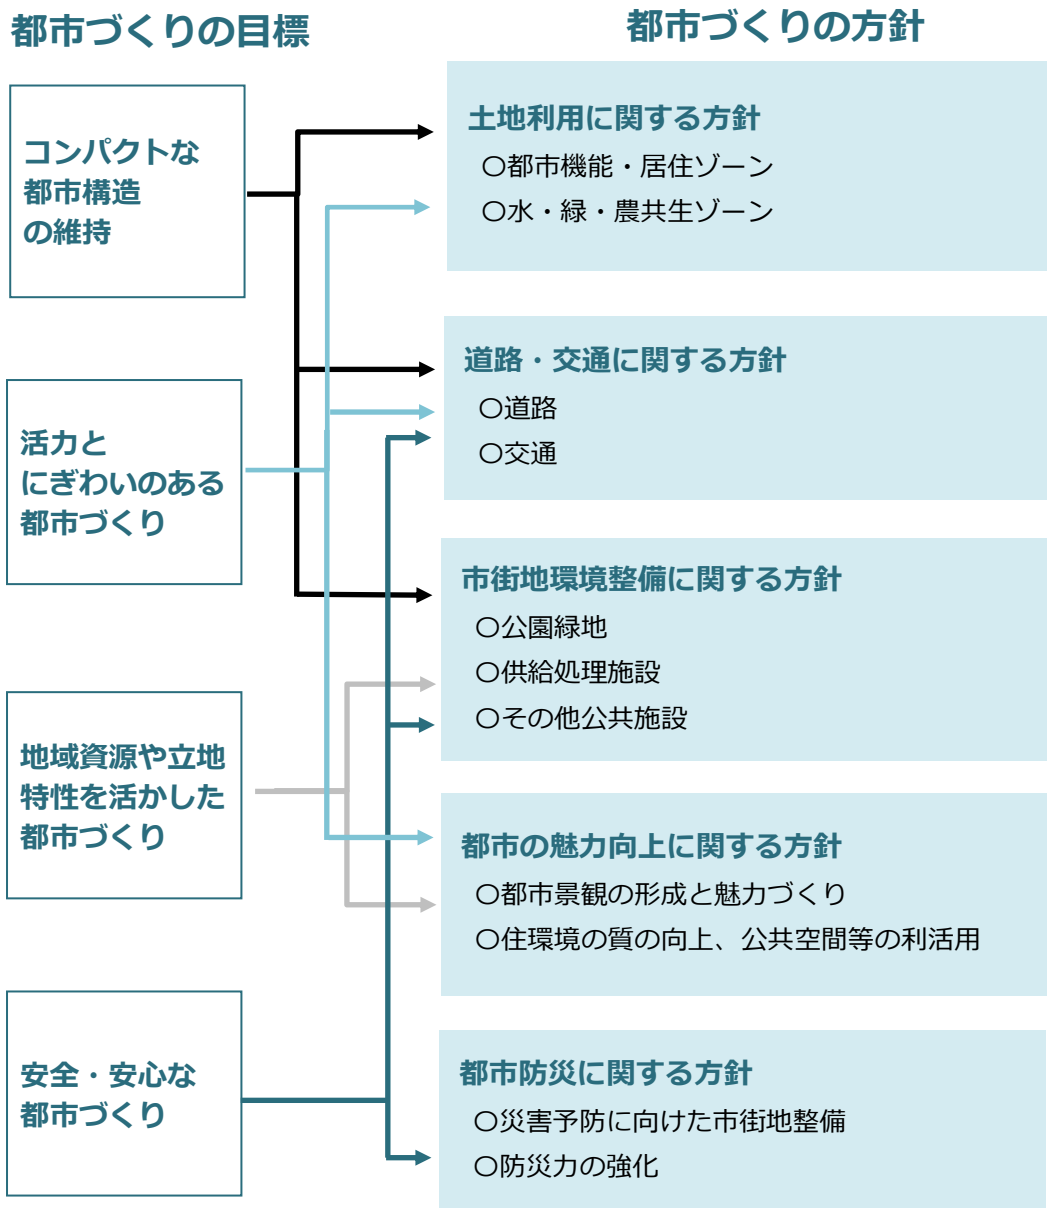 都市づくりの目標
コンパクトな
都市構造
の維持
活力と
にぎわいのある
都市づくり
地域資源や立地
特性を活かした
都市づくり
安全・安心な
都市づくり
都市づくりの方針
土地利用に関する方針
〇都市機能・居住ゾーン
〇水・緑・農共生ゾーン
道路・交通に関する方針
〇道路
〇交通
市街地環境整備に関する方針
〇公園緑地
〇供給処理施設
〇その他公共施設
都市の魅力向上に関する方針
〇都市景観の形成と魅力づくり
〇住環境の質の向上、公共空間等の利活用
都市防災に関する方針
〇災害予防に向けた市街地整備
〇防災力の強化